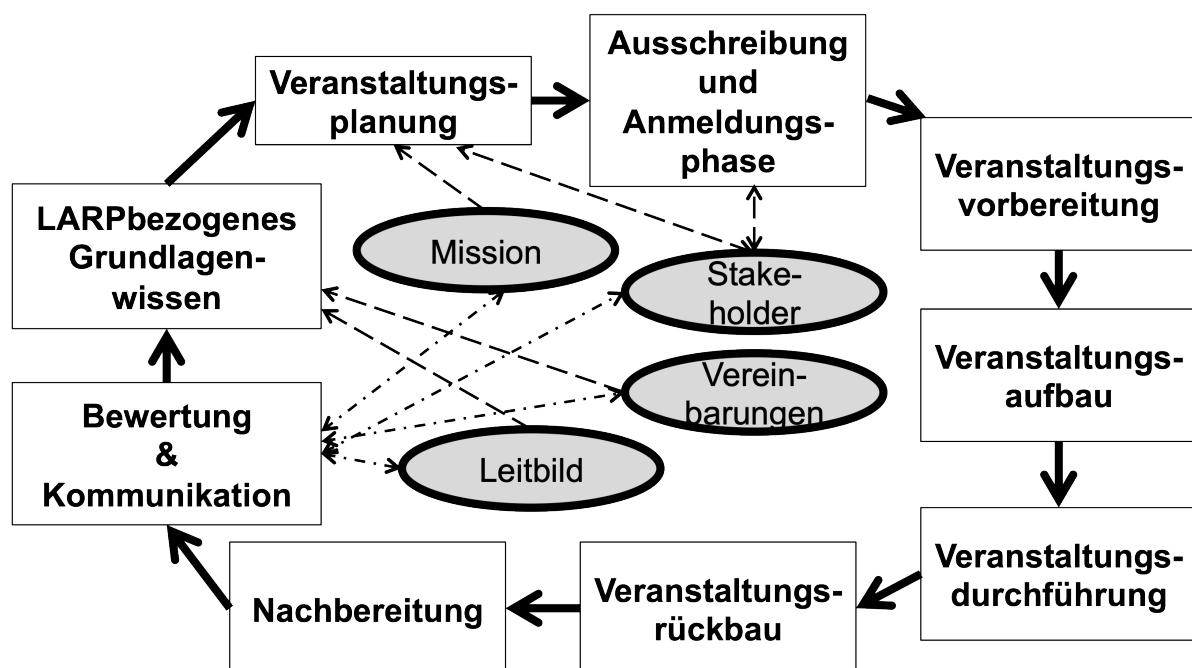 Veranstaltungs-
planung
Ausschreibung
und
Anmeldungs-
phase
Veranstaltungs-
vorbereitung
LARPbezogenes
Grundlagen-
wissen
Mission
Stake-
holder
Veranstaltungs-
aufbau
Verein-
barungen
Bewertung
&
Kommunikation
Leitbild
Veranstaltungs-
durchführung
Nachbereitung
Veranstaltungs-
rückbau